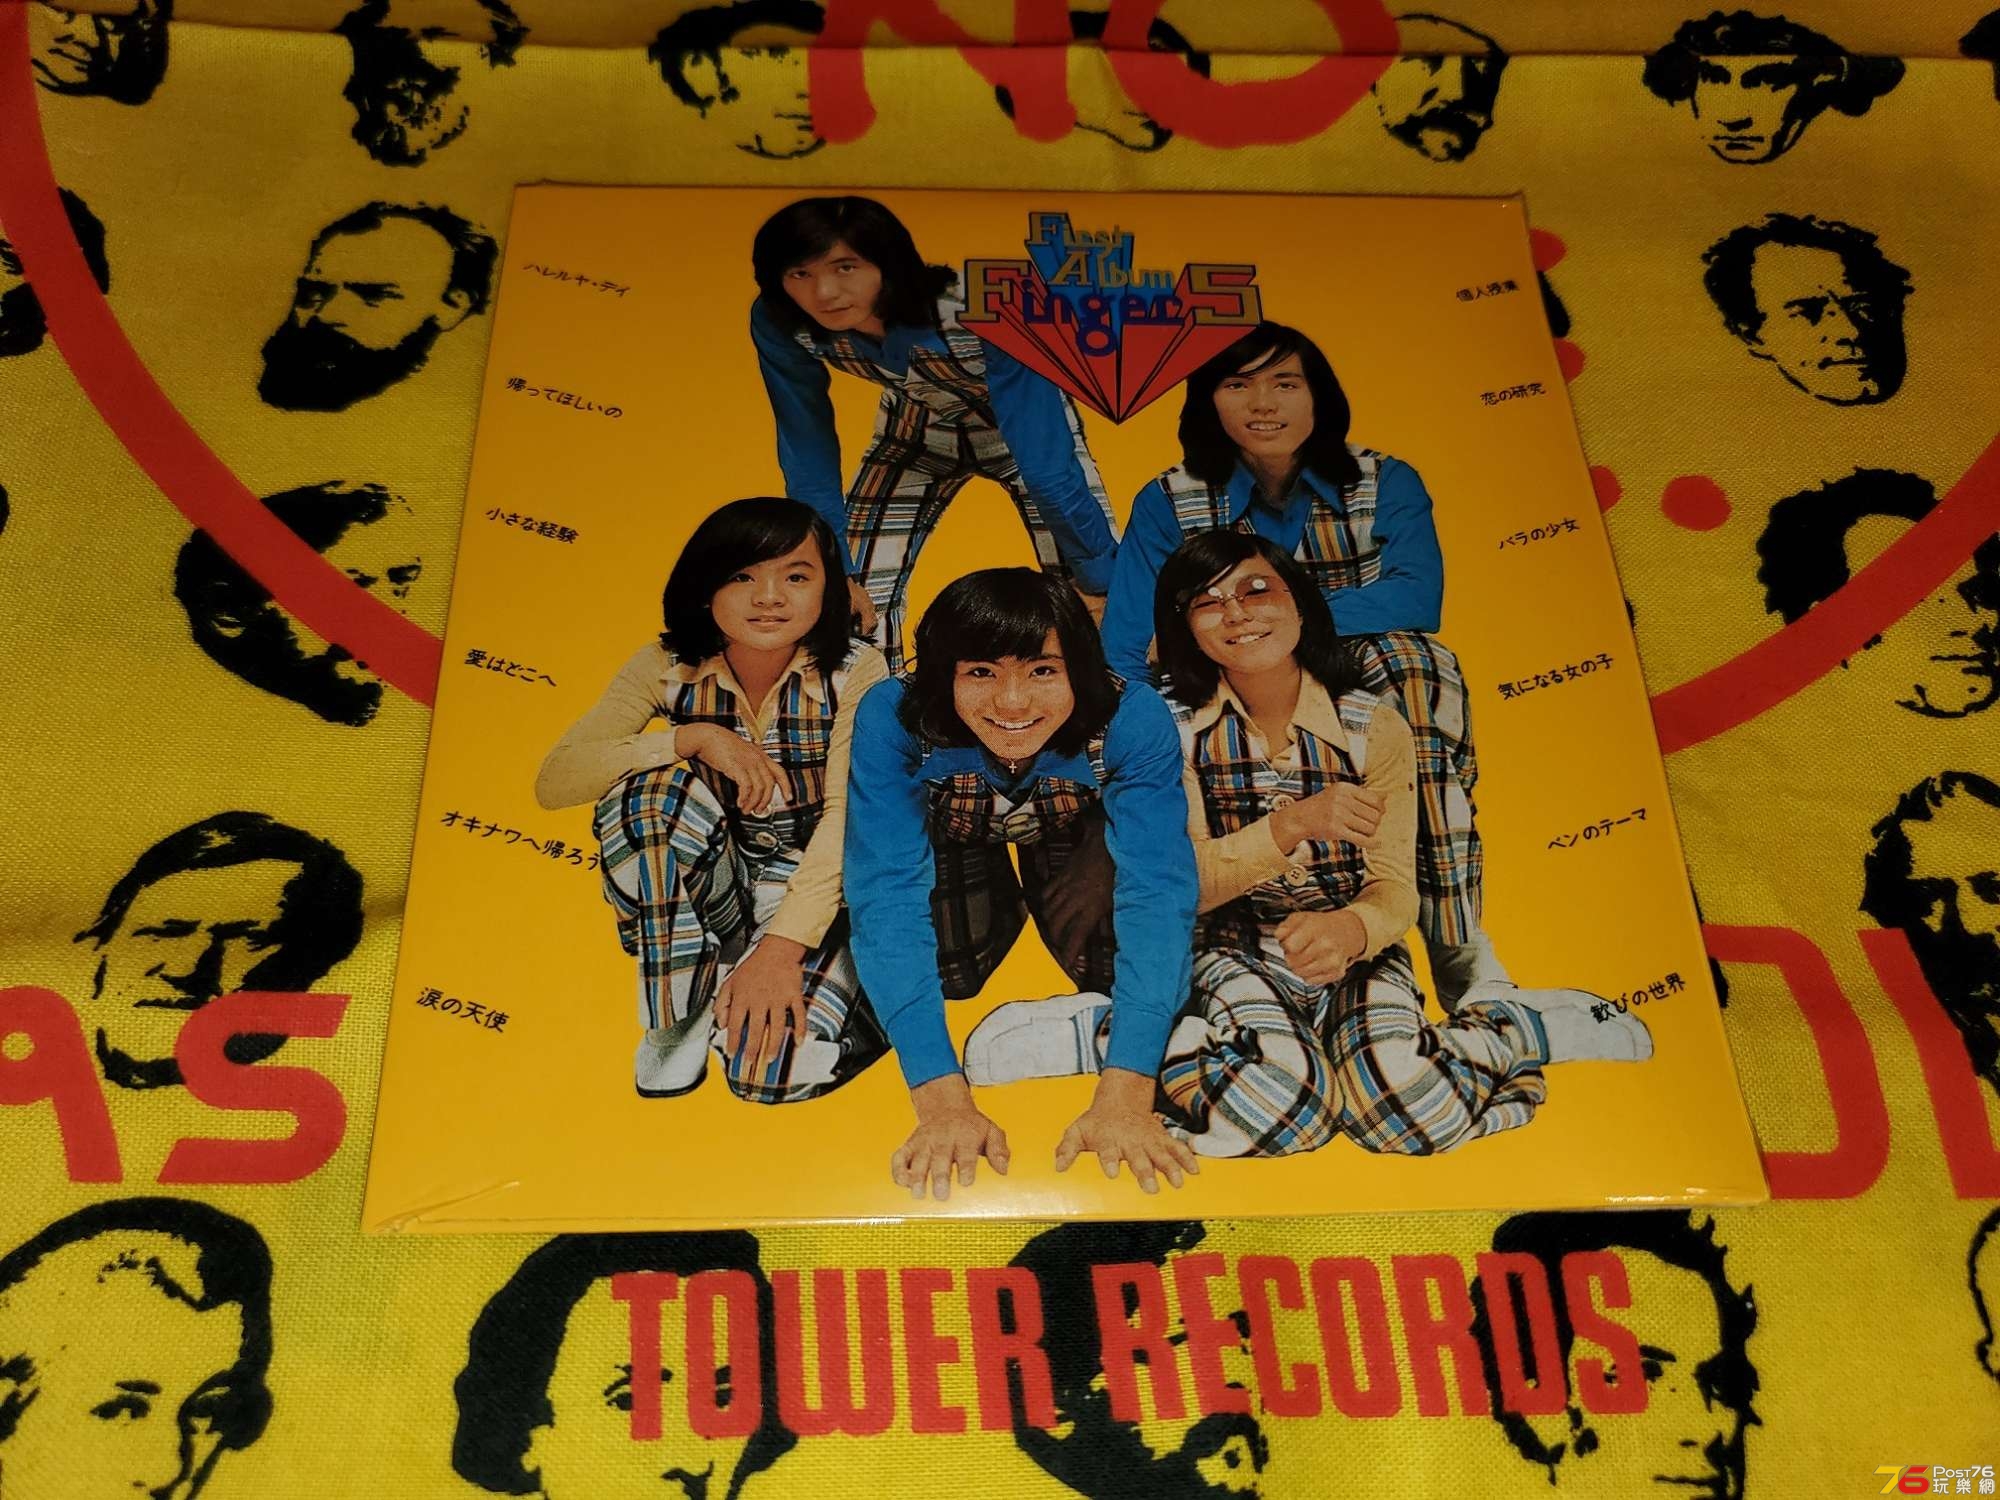 NO
First
Album
Finger 5
ハレルヤ・デイ
帰ってほしいの
小さな経験
愛はどこへ
オキナワへ帰ろう
涙の天使
個人授業
恋の研究
バラの少女
気になる女の子
ベンのテーマ
歓びの世界
TOWER RECORDS
76 POST76
玩樂網